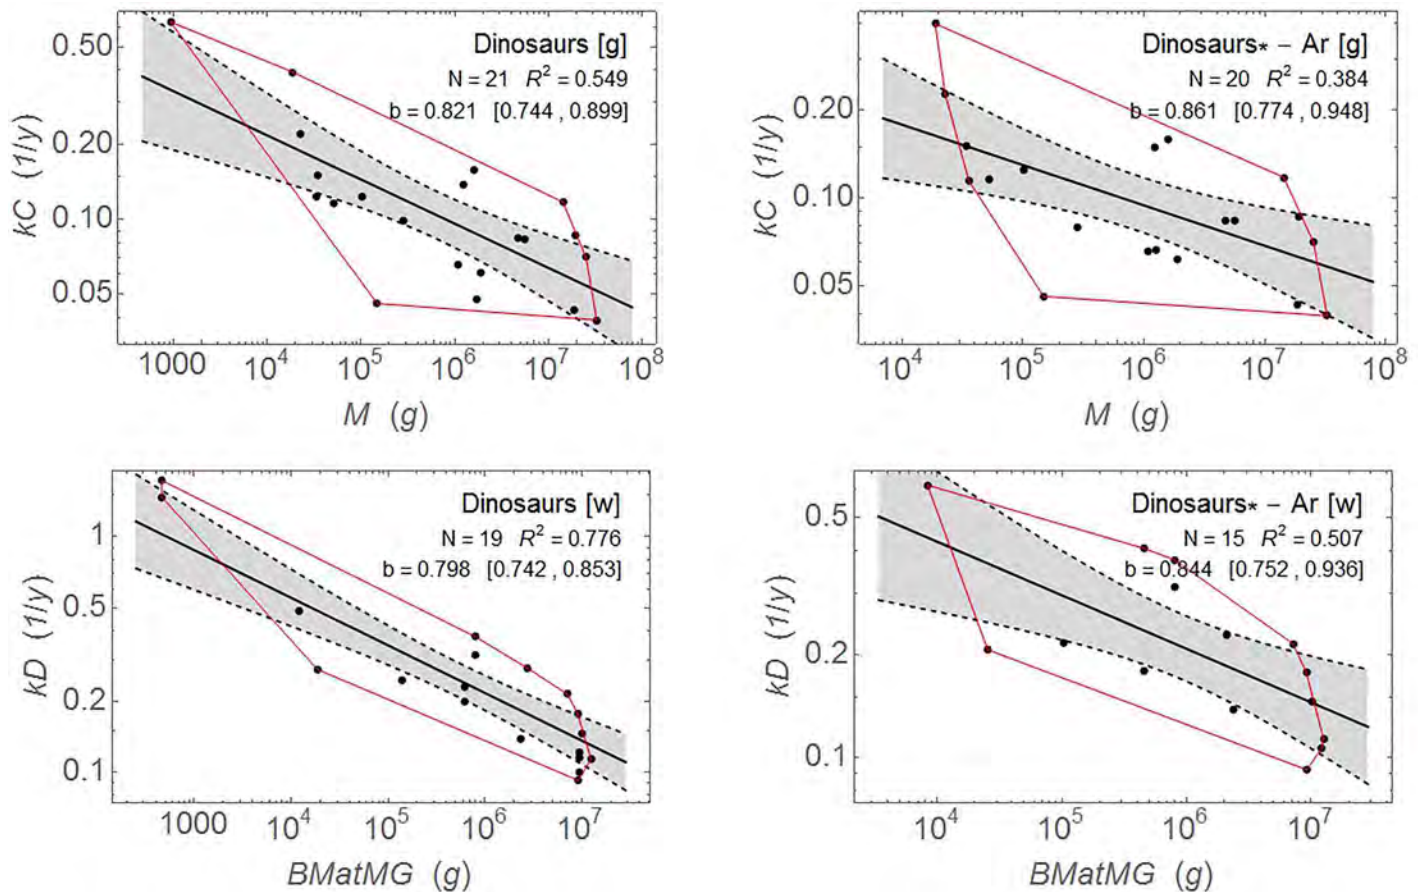 0.50
0.20
0.10
0.05
kC (1/y)
Dinosaurs [g]
N = 21 R² = 0.549
b = 0.821 [0.744 , 0.899]
1000 10⁴ 10⁵ 10⁶ 10⁷ 10⁸
M (g)
0.20
0.10
0.05
kC (1/y)
Dinosaurs* – Ar [g]
N = 20 R² = 0.384
b = 0.861 [0.774 , 0.948]
10⁴ 10⁵ 10⁶ 10⁷ 10⁸
M (g)
1
0.5
0.2
0.1
kD (1/y)
Dinosaurs [w]
N = 19 R² = 0.776
b = 0.798 [0.742 , 0.853]
1000 10⁴ 10⁵ 10⁶ 10⁷
BMatMG (g)
0.5
0.2
0.1
kD (1/y)
Dinosaurs* – Ar [w]
N = 15 R² = 0.507
b = 0.844 [0.752 , 0.936]
10⁴ 10⁵ 10⁶ 10⁷
BMatMG (g)